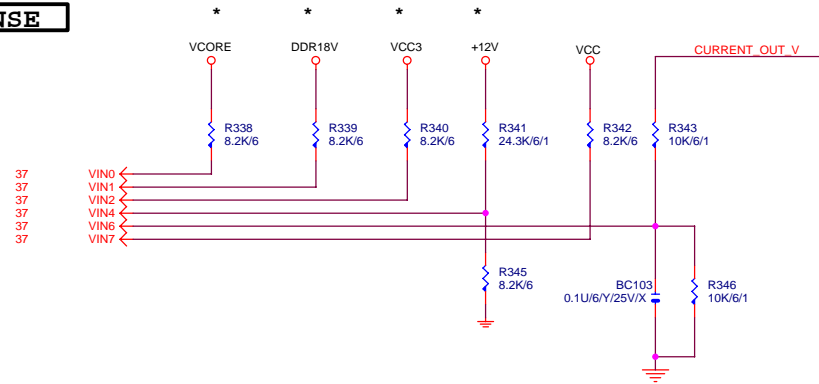 NSE
* * * *
VCORE DDR18V VCC3 +12V VCC CURRENT_OUT_V
R338 R339 R340 R341 R342 R343
8.2K/6 8.2K/6 8.2K/6 24.3K/6/1 8.2K/6 10K/6/1
37 VIN0
37 VIN1
37 VIN2
37 VIN4
37 VIN6
37 VIN7
R345
8.2K/6
BC103
0.1U/6/Y/25V/X
R346
10K/6/1